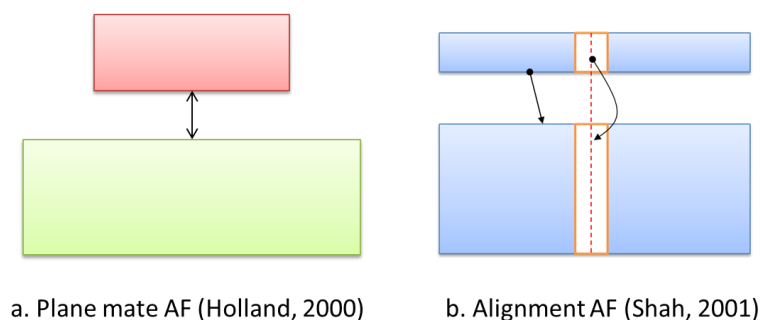 a. Plane mate AF (Holland, 2000)
b. Alignment AF (Shah, 2001)